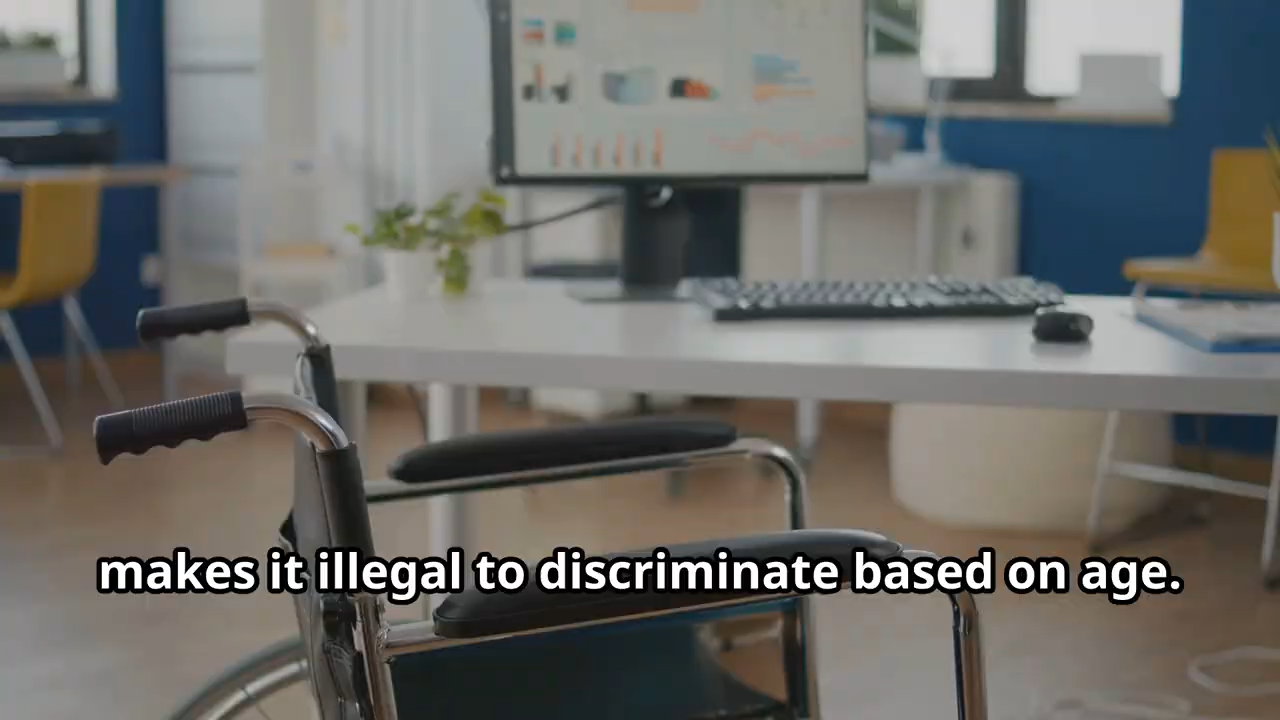 makes it illegal to discriminate based on age.